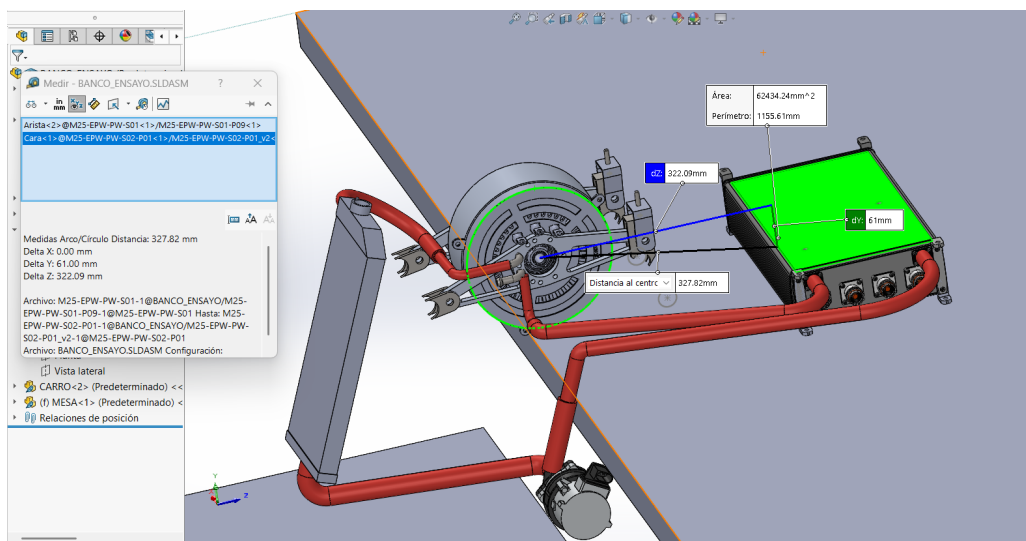 Medir - BANCO_ENSAYO.SLDASM
?
in
mm
Arista<2>@M25-EPW-PW-S01<1>/M25-EPW-PW-S01-P09<1>
Cara<1>@M25-EPW-PW-S02-P01<1>/M25-EPW-PW-S02-P01_v2<
Medidas Arco/Círculo Distancia: 327.82 mm
Delta X: 0.00 mm
Delta Y: 61.00 mm
Delta Z: 322.09 mm
Archivo: M25-EPW-PW-S01-1@BANCO_ENSAYO/M25-
EPW-PW-S01-P09-1@M25-EPW-PW-S01 Hasta: M25-
EPW-PW-S02-P01-1@BANCO_ENSAYO/M25-EPW-PW-
S02-P01_v2-1@M25-EPW-PW-S02-P01
Archivo: BANCO_ENSAYO.SLDASM Configuración:
Vista lateral
CARRO<2> (Predeterminado) <<
(f) MESA<1> (Predeterminado) <
Relaciones de posición
Área: 62434.24mm^2
Perímetro: 1155.61mm
dZ: 322.09mm
dY: 61mm
Distancia al centro 327.82mm
Y
Z